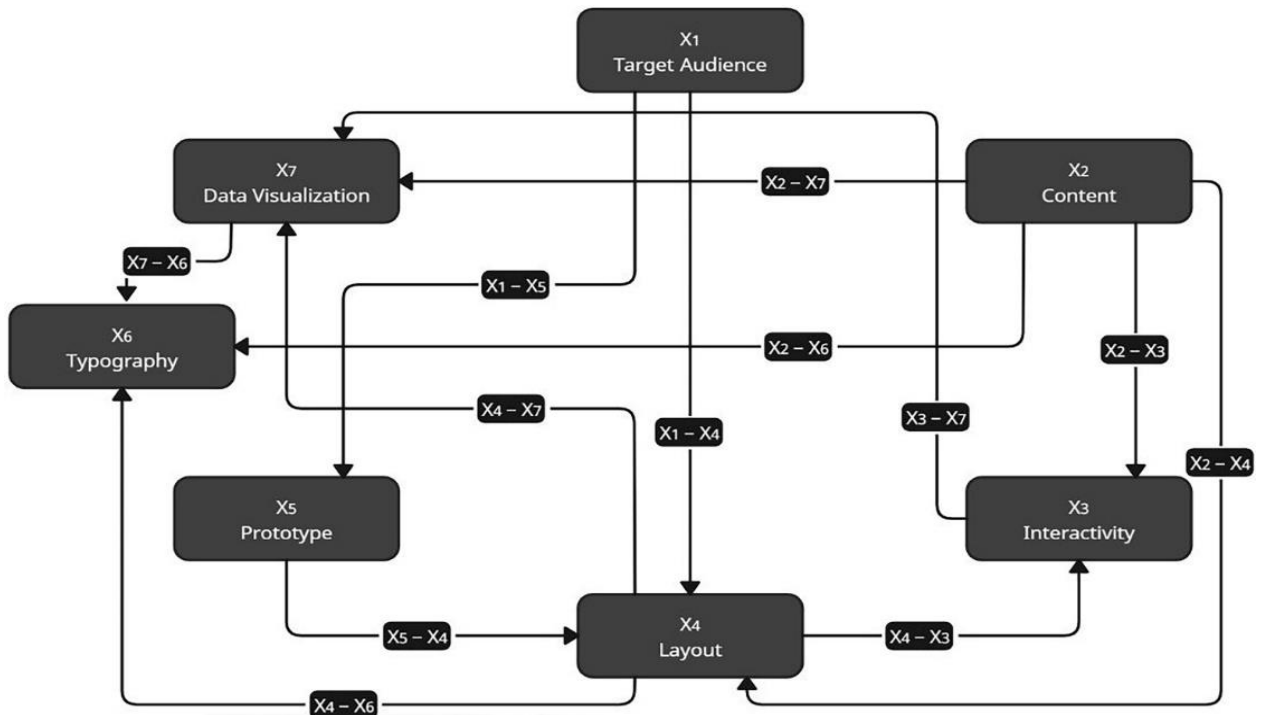 X1
Target Audience
X7
Data Visualization
X2 – X7
X2
Content
X7 – X6
X1 – X5
X6
Typography
X2 – X6
X2 – X3
X4 – X7
X3 – X7
X1 – X4
X2 – X4
X5
Prototype
X3
Interactivity
X5 – X4
X4
Layout
X4 – X3
X4 – X6